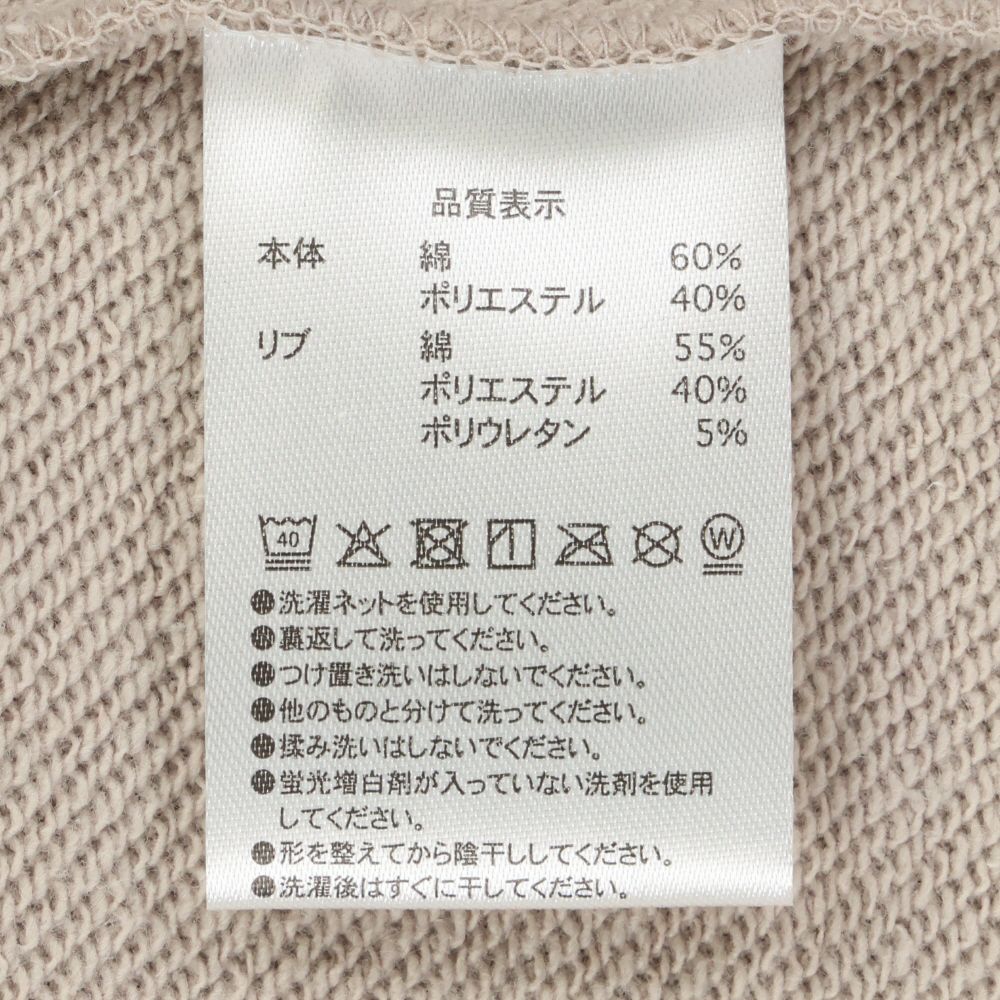 品質表示
本体 綿 60%
ポリエステル 40%
リブ 綿 55%
ポリエステル 40%
ポリウレタン 5%
40 W
●洗濯ネットを使用してください。
●裏返して洗ってください。
●つけ置き洗いはしないでください。
●他のものと分けて洗ってください。
●揉み洗いはしないでください。
●蛍光増白剤が入っていない洗剤を使用
してください。
●形を整えてから陰干ししてください。
●洗濯後はすぐに干してください。